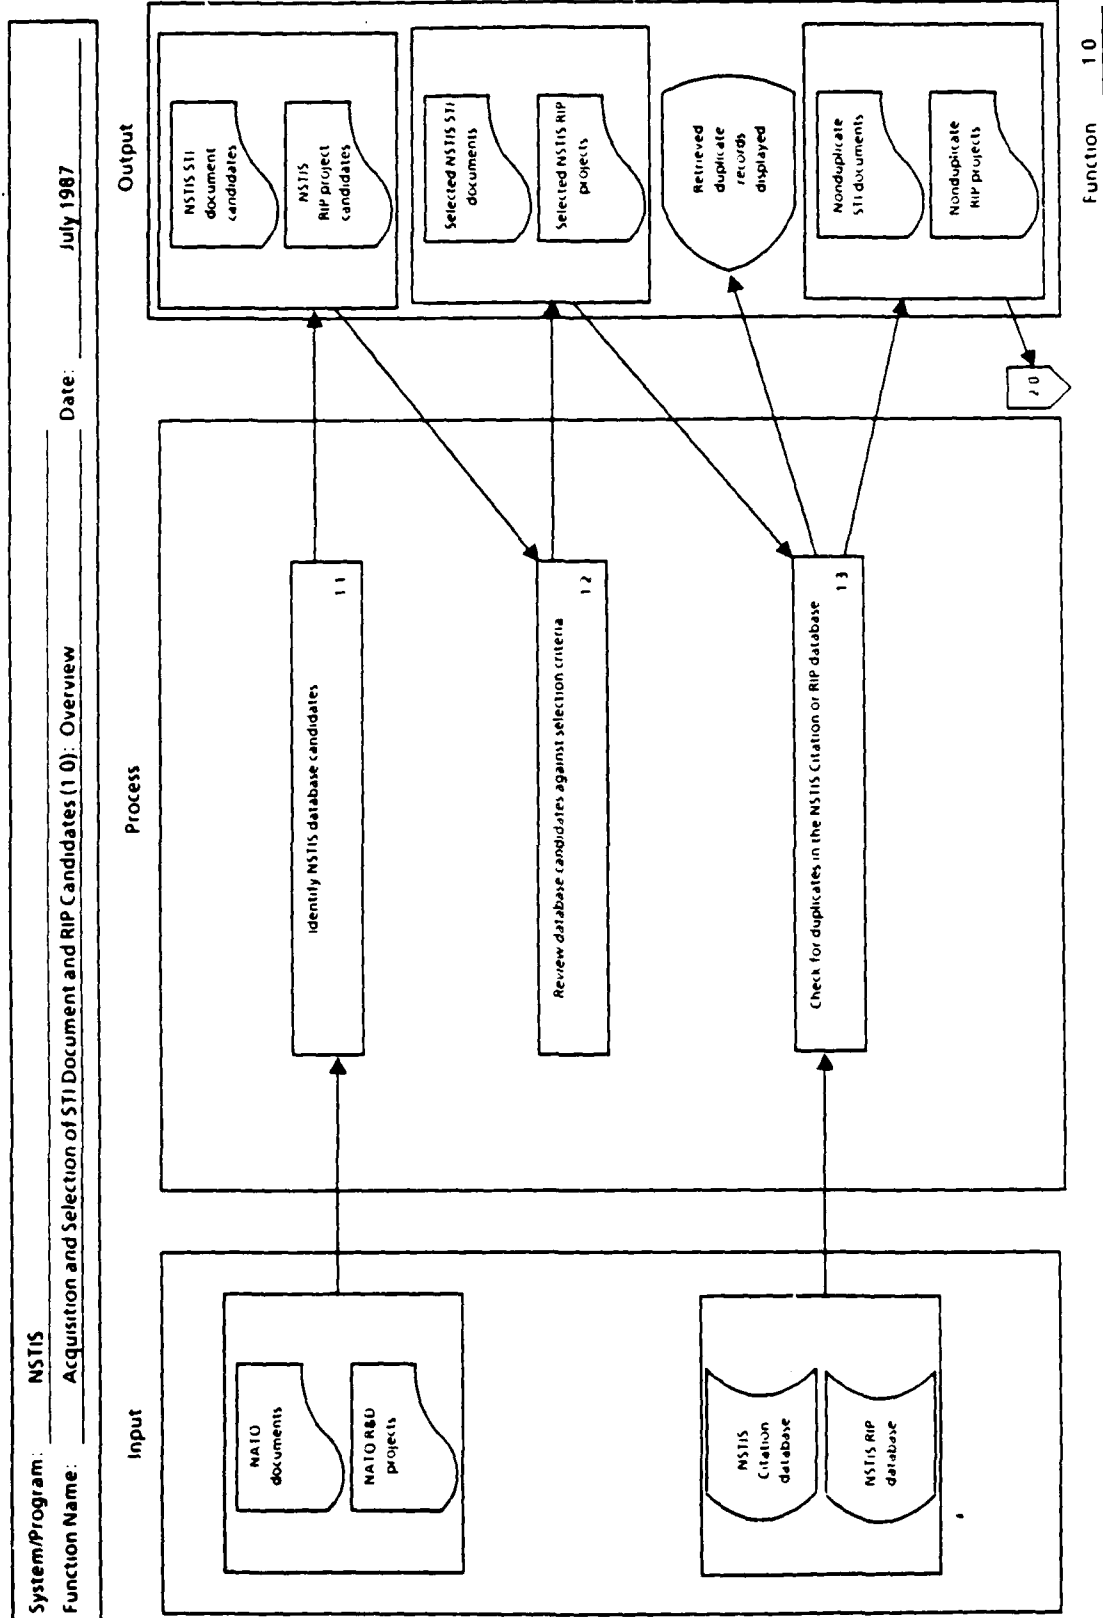 System/Program: NSTIS
Function Name: Acquisition and Selection of STI Document and RIP Candidates (1 0): Overview
Date: July 1987
Input
Process
Output
NATO
documents
NATO R&D
projects
NSTIS
Citation
database
NSTIS RIP
database
Identify NSTIS database candidates
1 1
Review database candidates against selection criteria
1 2
Check for duplicates in the NSTIS Citation or RIP database
1 3
NSTIS STI
document
candidates
NSTIS
RIP project
candidates
Selected NSTIS STI
documents
Selected NSTIS RIP
projects
Retrieved
duplicate
records
displayed
Nonduplicate
STI documents
Nonduplicate
RIP projects
2 0
Function 1 0